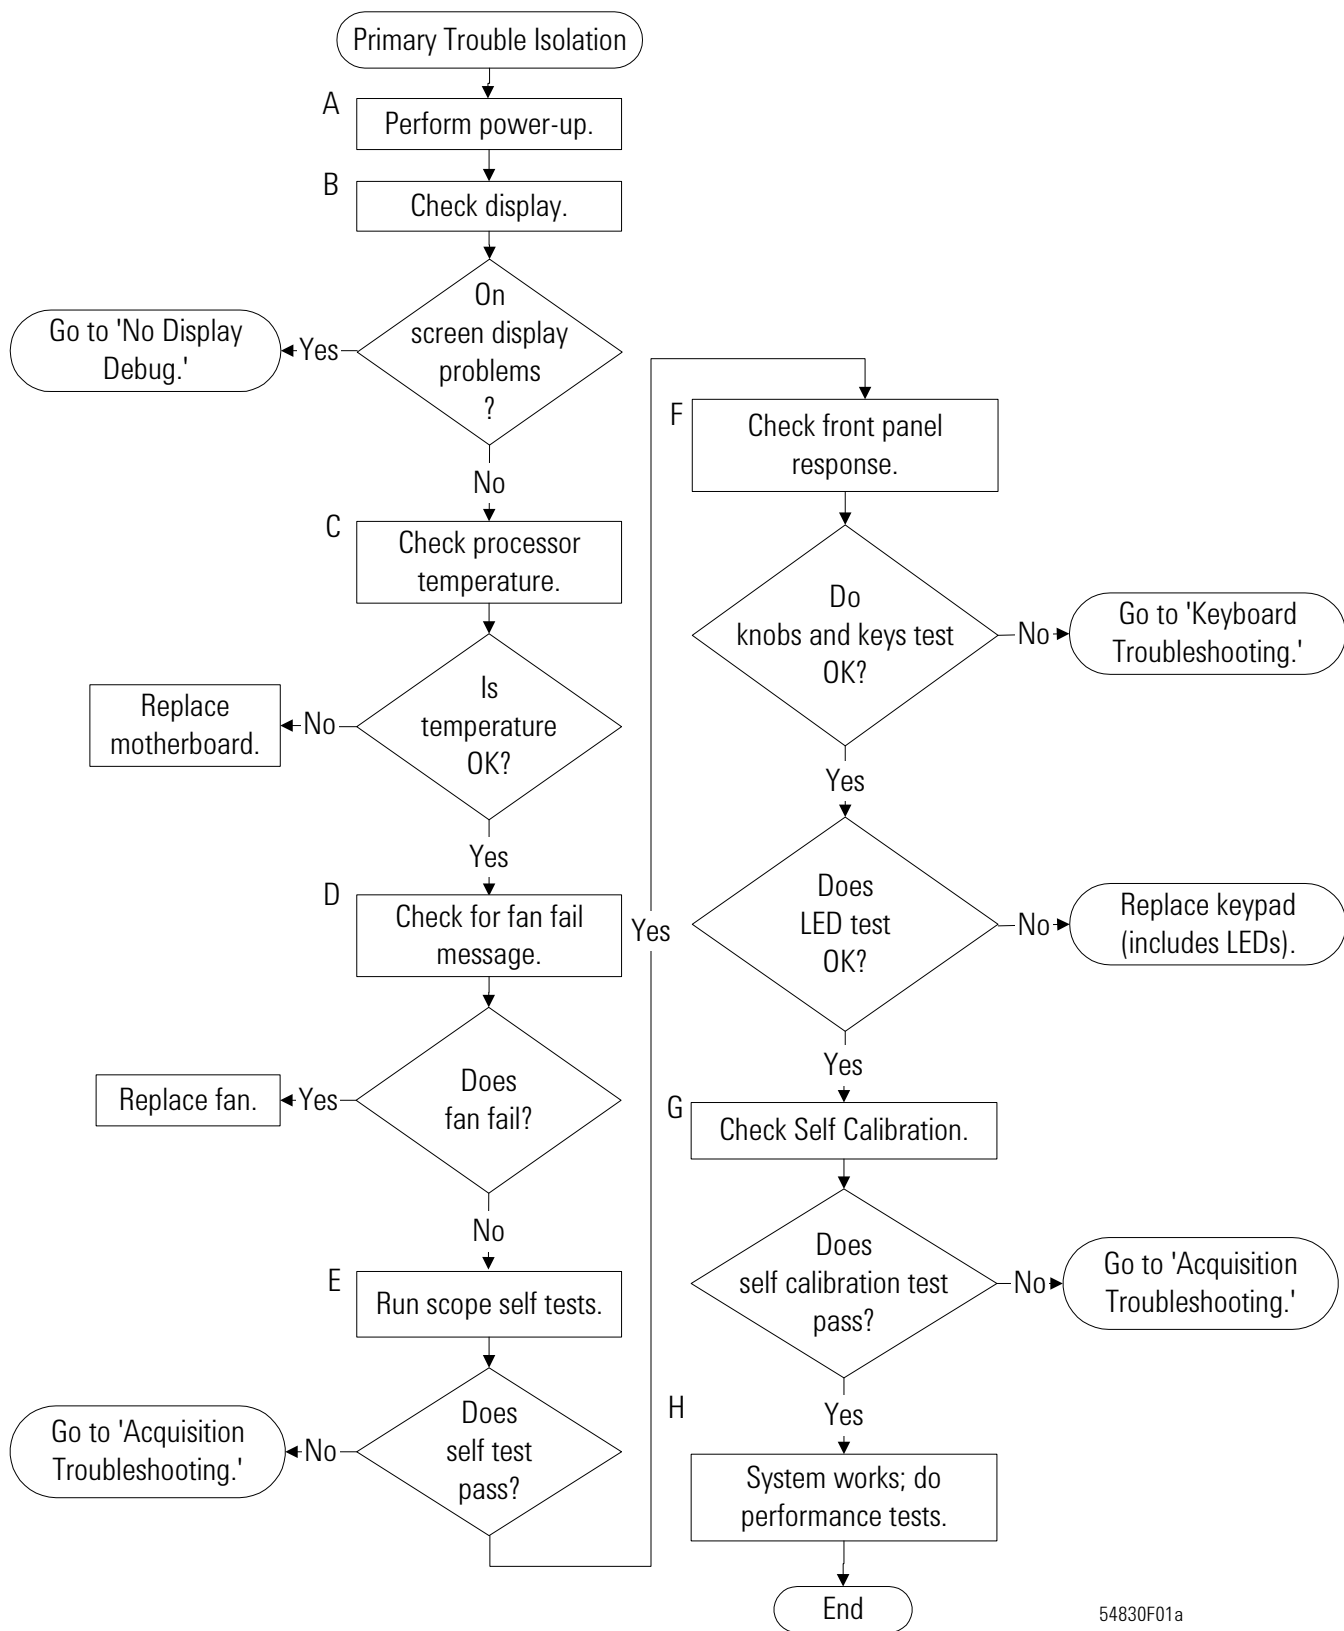 Primary Trouble Isolation
A
Perform power-up.
B
Check display.
On
screen display
problems
?
Yes
Go to 'No Display
Debug.'
No
C
Check processor
temperature.
Is
temperature
OK?
No
Replace
motherboard.
Yes
D
Check for fan fail
message.
Does
fan fail?
Yes
Replace fan.
No
E
Run scope self tests.
Does
self test
pass?
No
Go to 'Acquisition
Troubleshooting.'
Yes
F
Check front panel
response.
Do
knobs and keys test
OK?
No
Go to 'Keyboard
Troubleshooting.'
Yes
Does
LED test
OK?
No
Replace keypad
(includes LEDs).
Yes
G
Check Self Calibration.
Does
self calibration test
pass?
No
Go to 'Acquisition
Troubleshooting.'
Yes
H
System works; do
performance tests.
End
54830F01a